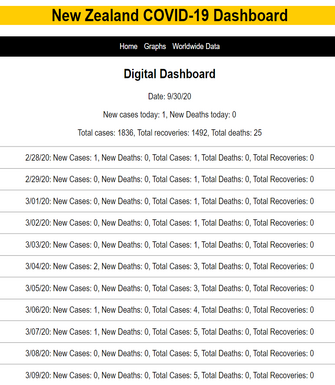 New Zealand COVID-19 Dashboard
Home Graphs Worldwide Data
Digital Dashboard
Date: 9/30/20
New cases today: 1, New Deaths today: 0
Total cases: 1836, Total recoveries: 1492, Total deaths: 25
2/28/20: New Cases: 1, New Deaths: 0, Total Cases: 1, Total Deaths: 0, Total Recoveries: 0
2/29/20: New Cases: 0, New Deaths: 0, Total Cases: 1, Total Deaths: 0, Total Recoveries: 0
3/01/20: New Cases: 0, New Deaths: 0, Total Cases: 1, Total Deaths: 0, Total Recoveries: 0
3/02/20: New Cases: 0, New Deaths: 0, Total Cases: 1, Total Deaths: 0, Total Recoveries: 0
3/03/20: New Cases: 0, New Deaths: 0, Total Cases: 1, Total Deaths: 0, Total Recoveries: 0
3/04/20: New Cases: 2, New Deaths: 0, Total Cases: 3, Total Deaths: 0, Total Recoveries: 0
3/05/20: New Cases: 0, New Deaths: 0, Total Cases: 3, Total Deaths: 0, Total Recoveries: 0
3/06/20: New Cases: 1, New Deaths: 0, Total Cases: 4, Total Deaths: 0, Total Recoveries: 0
3/07/20: New Cases: 1, New Deaths: 0, Total Cases: 5, Total Deaths: 0, Total Recoveries: 0
3/08/20: New Cases: 0, New Deaths: 0, Total Cases: 5, Total Deaths: 0, Total Recoveries: 0
3/09/20: New Cases: 0, New Deaths: 0, Total Cases: 5, Total Deaths: 0, Total Recoveries: 0